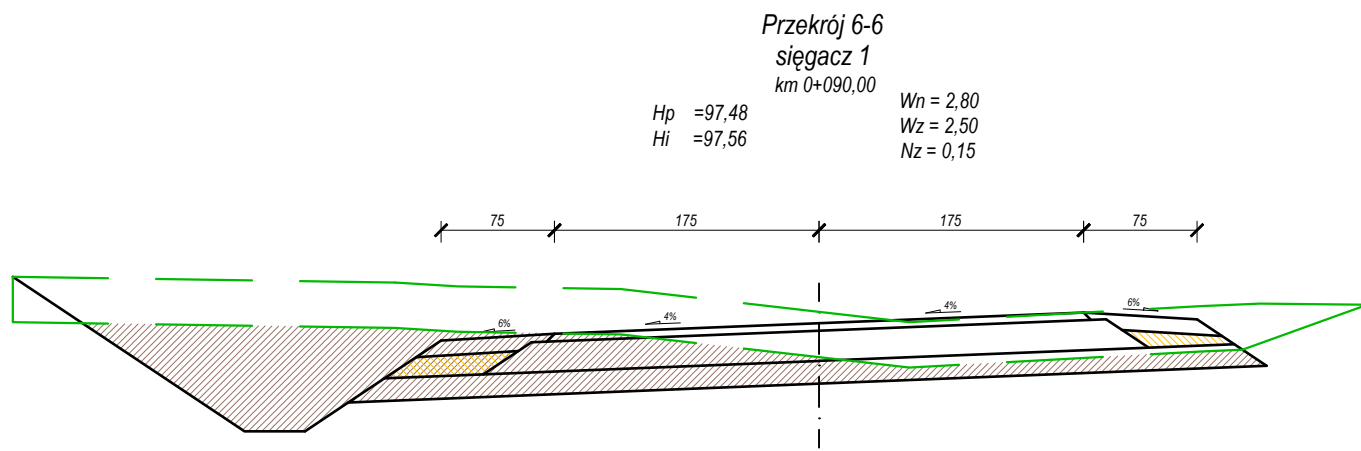 Przekrój 6-6
sięgacz 1
km 0+090,00
Hp =97,48
Hi =97,56
Wn = 2,80
Wz = 2,50
Nz = 0,15
75 175 175 75
6% 4% 4% 6%